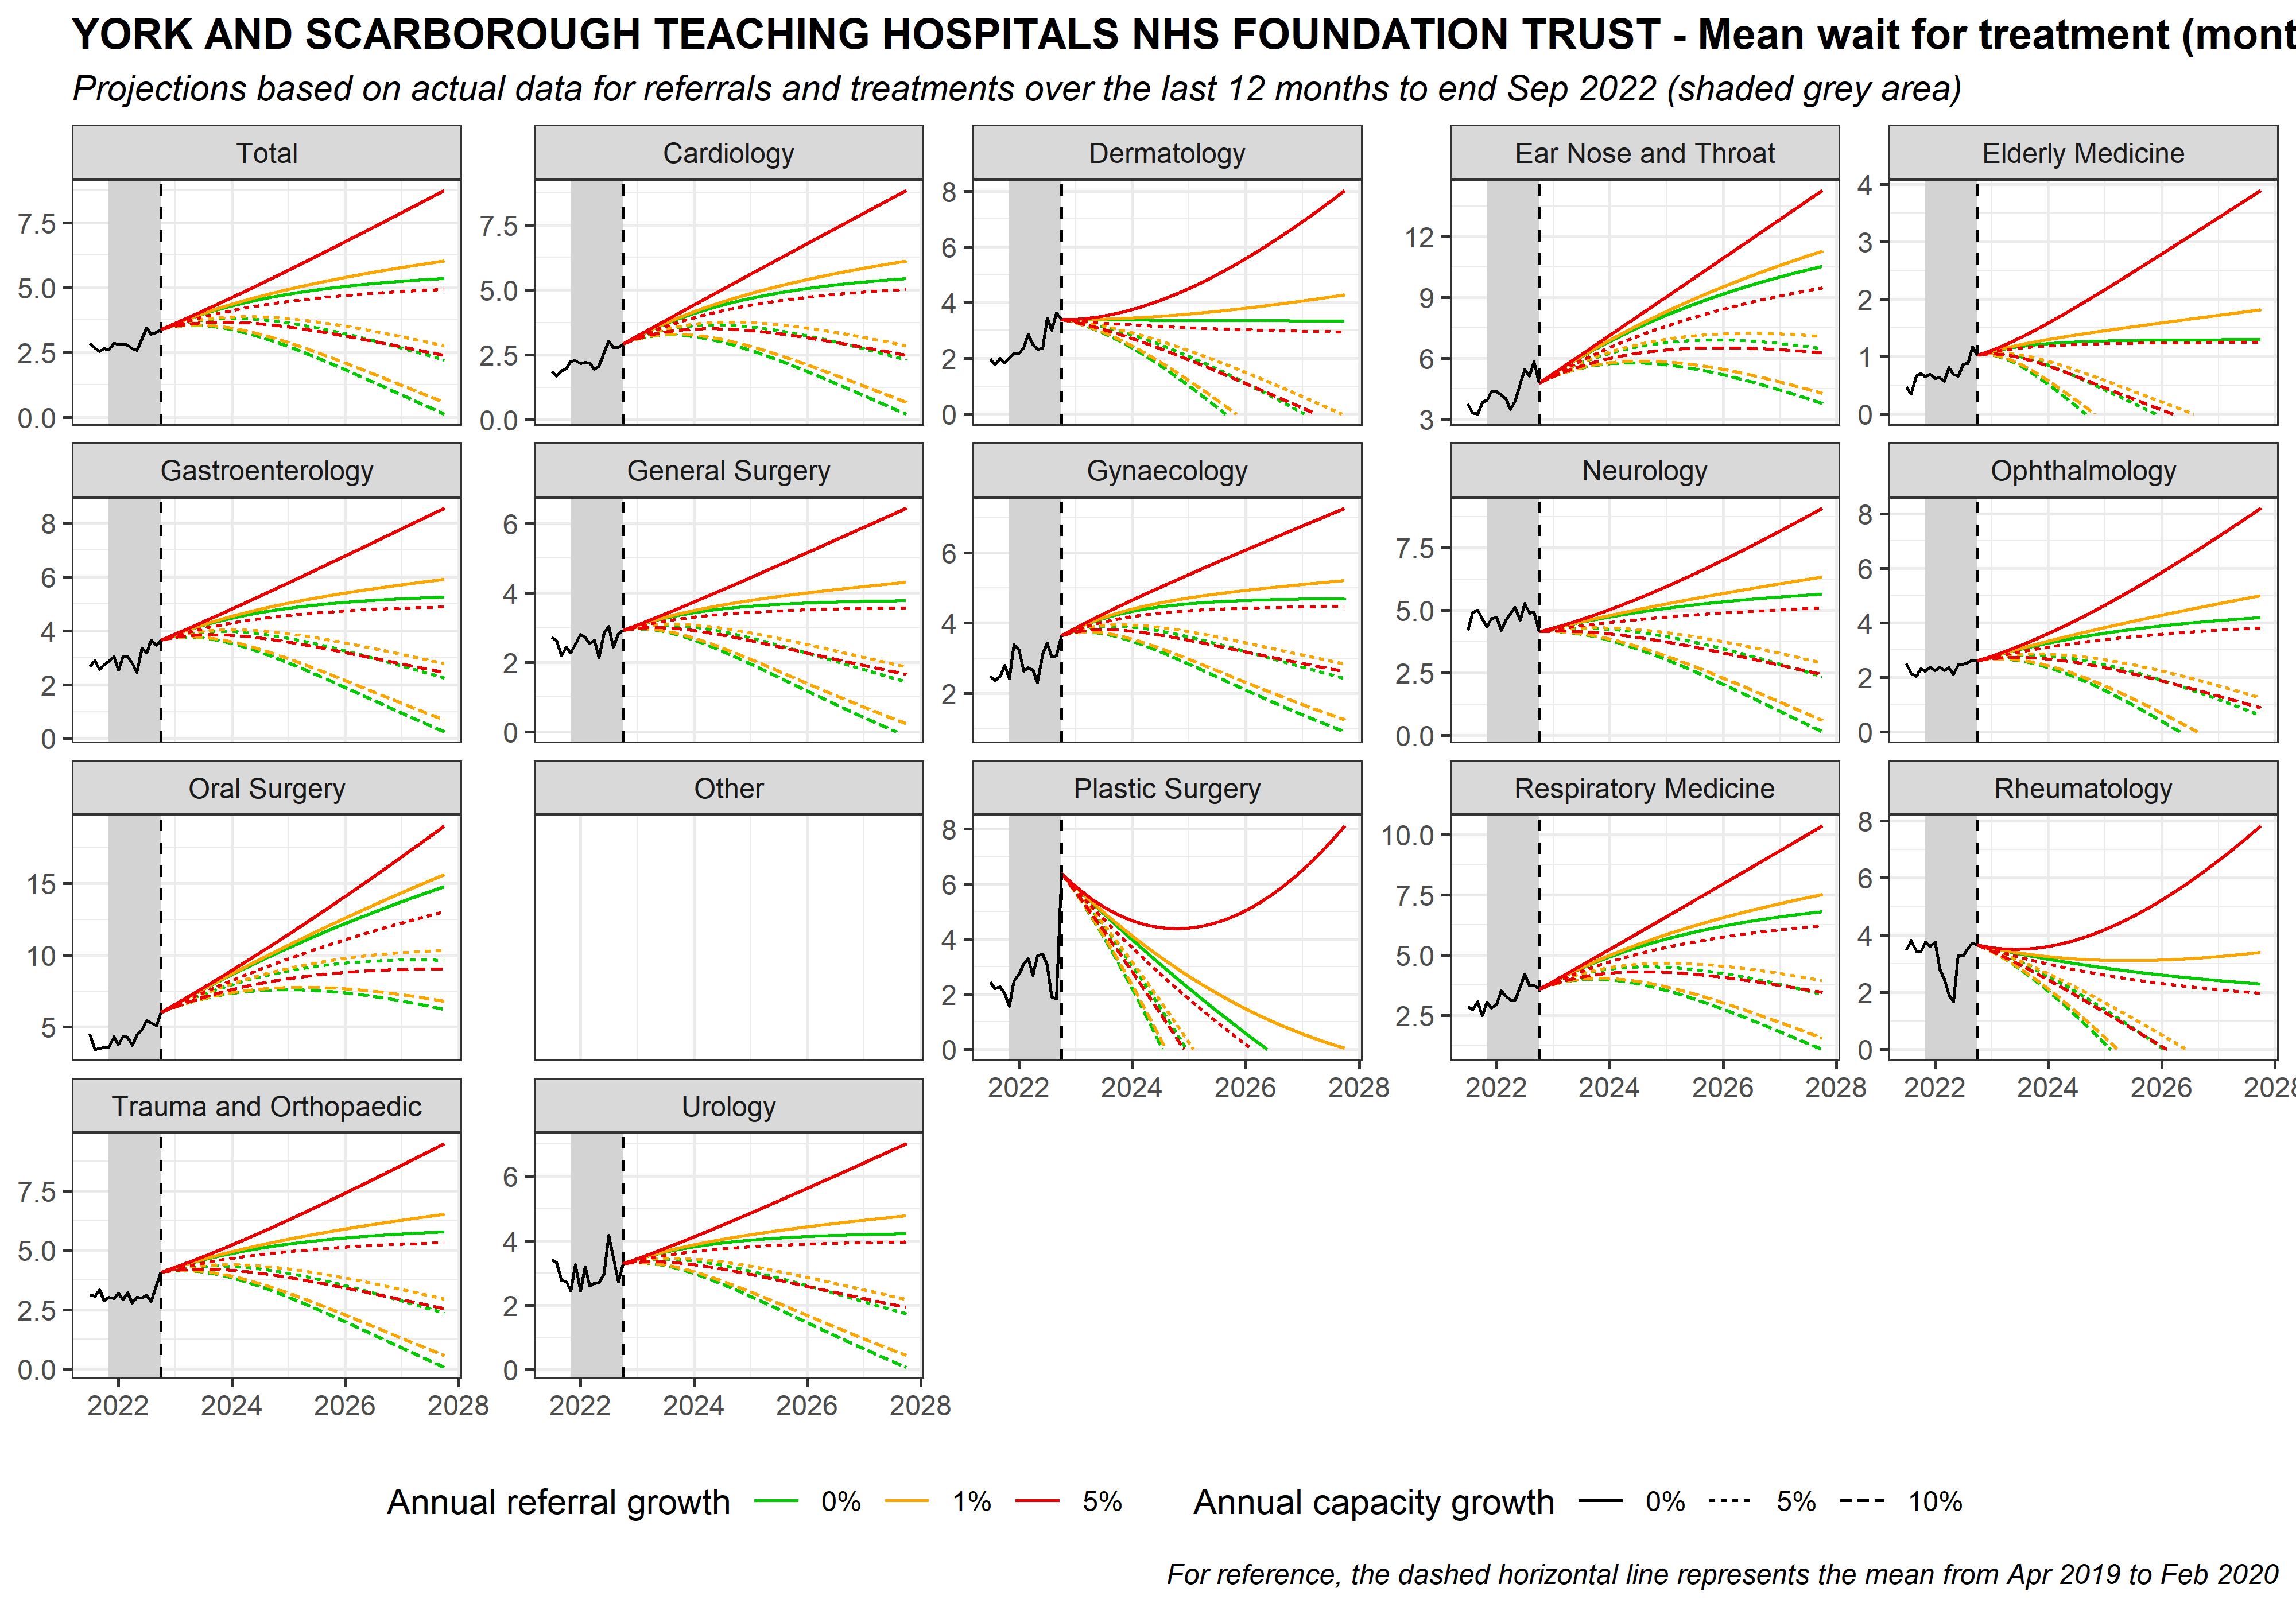 YORK AND SCARBOROUGH TEACHING HOSPITALS NHS FOUNDATION TRUST - Mean wait for treatment (mont
Projections based on actual data for referrals and treatments over the last 12 months to end Sep 2022 (shaded grey area)
Total
7.5
5.0
2.5
0.0
Cardiology
7.5
5.0
2.5
0.0
Dermatology
8
6
4
2
0
Ear Nose and Throat
12
9
6
3
Elderly Medicine
4
3
2
1
0
Gastroenterology
8
6
4
2
0
General Surgery
6
4
2
0
Gynaecology
6
4
2
Neurology
7.5
5.0
2.5
0.0
Ophthalmology
8
6
4
2
0
Oral Surgery
15
10
5
Other
Plastic Surgery
8
6
4
2
0
2022 2024 2026 2028
Respiratory Medicine
10.0
7.5
5.0
2.5
2022 2024 2026 2028
Rheumatology
8
6
4
2
0
2022 2024 2026 2028
Trauma and Orthopaedic
7.5
5.0
2.5
0.0
2022 2024 2026 2028
Urology
6
4
2
0
2022 2024 2026 2028
Annual referral growth 0% 1% 5% Annual capacity growth 0% 5% 10%
For reference, the dashed horizontal line represents the mean from Apr 2019 to Feb 2020